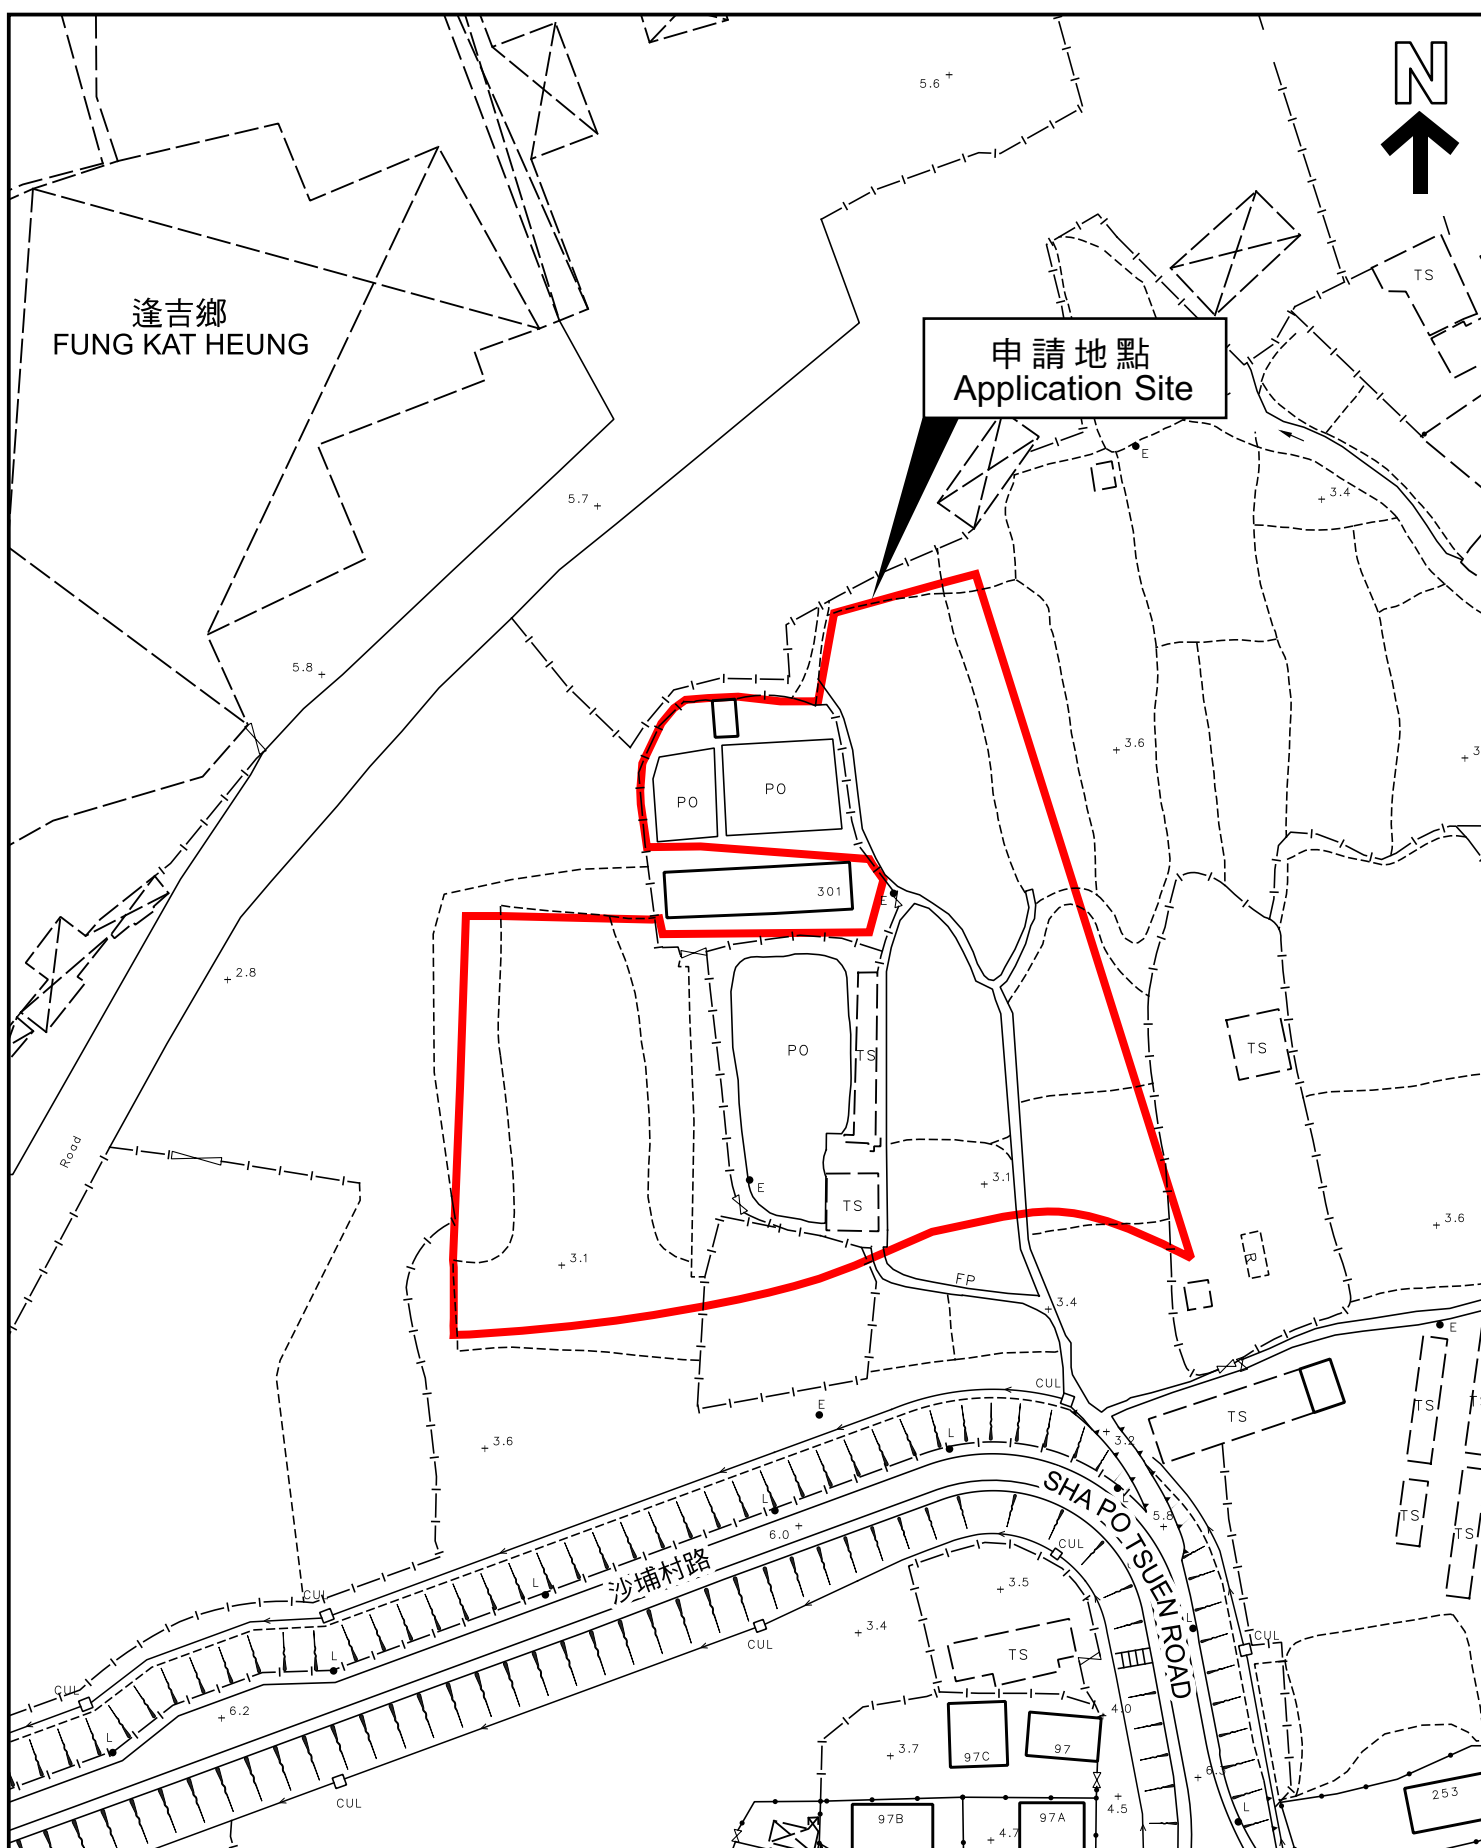 N
5.6
TS
逢吉鄉
FUNG KAT HEUNG
申請地點
Application Site
E
5.7
3.4
5.8
3.6
PO
PO
301
E
2.8
PO
TS
TS
Road
E
TS
3.1
3.1
3.6
R
FP
3.4
E
CUL
TS
TS
E
3.6
3.2
L
L
L
SHA PO TSUEN ROAD
5.8
TS
TS
6.0
沙埔村路
CUL
L
3.5
CUL
3.4
CUL
L
CUL
TS
L
CUL
6.2
4.0
L
3.7
97C
97
6.3
CUL
253
4.5
97B
97A
L
4.7